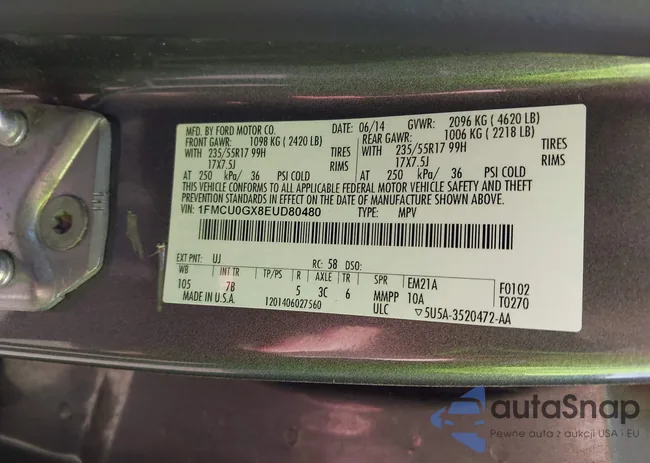 MFD. BY FORD MOTOR CO. DATE: 06/14 GVWR: 2096 KG ( 4620 LB)
FRONT GAWR: 1098 KG ( 2420 LB) REAR GAWR: 1006 KG ( 2218 LB)
WITH 235/55R17 99H TIRES WITH 235/55R17 99H TIRES
17X7.5J RIMS 17X7.5J RIMS
AT 250 kPa/ 36 PSI COLD AT 250 kPa/ 36 PSI COLD
THIS VEHICLE CONFORMS TO ALL APPLICABLE FEDERAL MOTOR VEHICLE SAFETY AND THEFT
PREVENTION STANDARDS IN EFFECT ON THE DATE OF MANUFACTURE SHOWN ABOVE.
VIN: 1FMCU0GX8EUD80480 TYPE: MPV
EXT PNT: UJ RC: 58 DSO:
WB INT TR TP/PS R AXLE TR SPR EM21A F0102
105 7B 5 3C 6 MMPP 10A T0270
MADE IN U.S.A. 1201406027560 ULC ▽5U5A-3520472-AA
autaSnap
Pewne auta z aukcji USA i EU